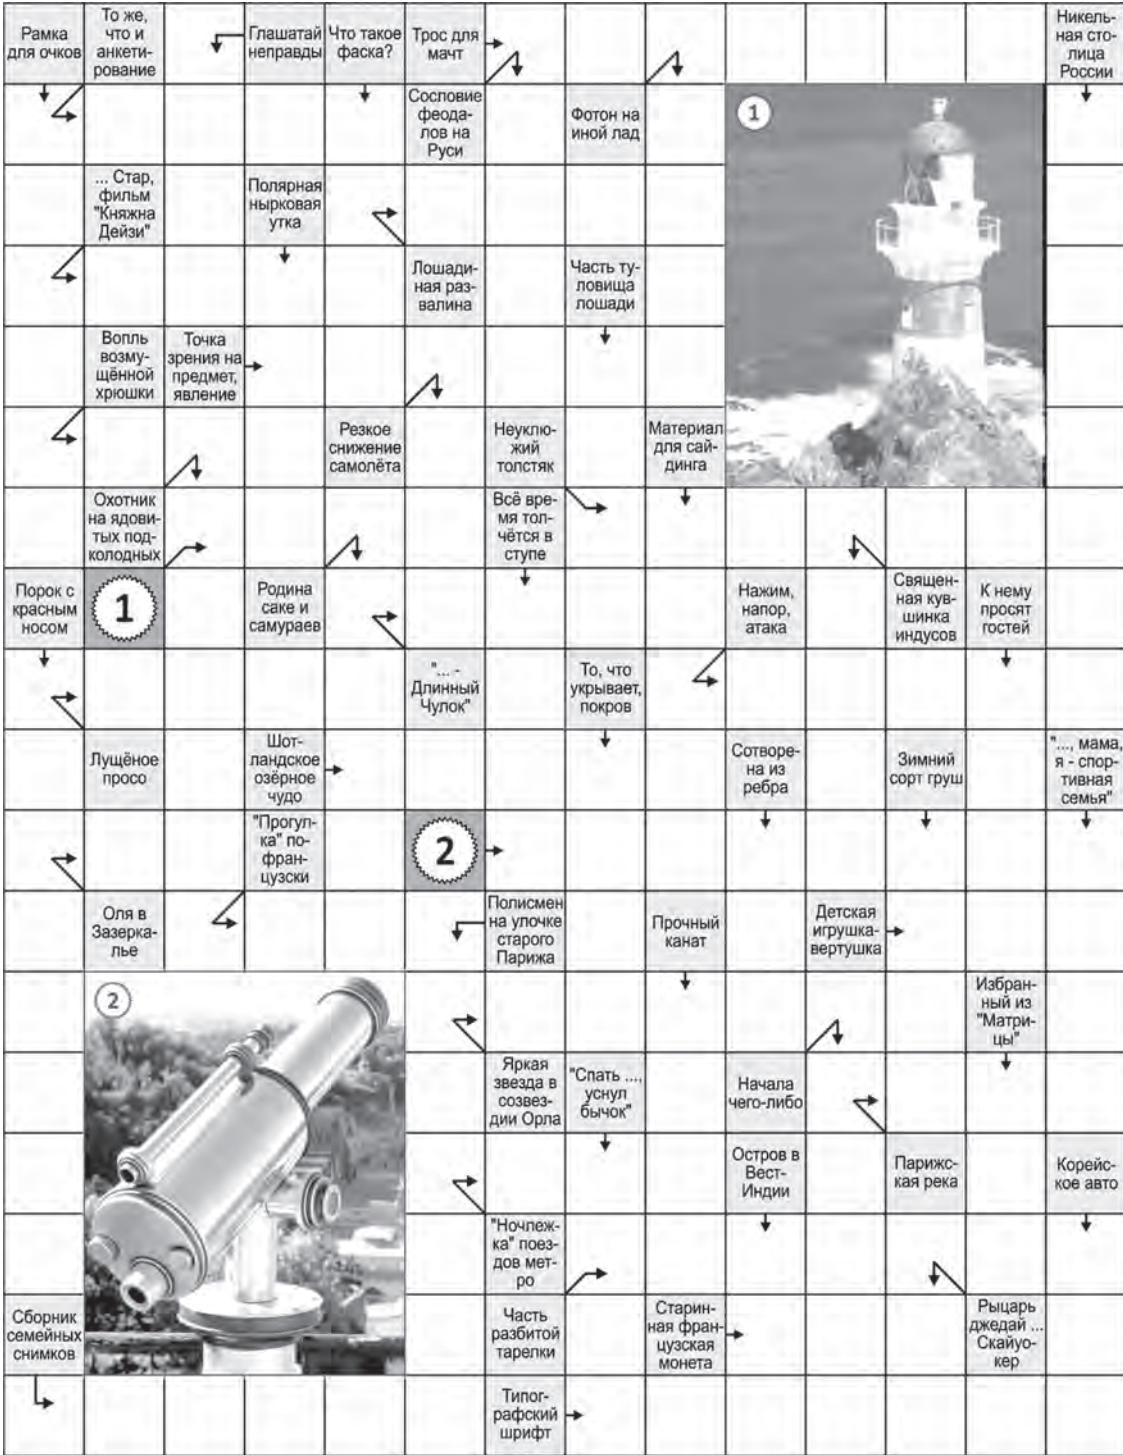 Рамка
для очков
То же,
что и
анкети-
рование
Глашатай
неправды
Что такое
фаска?
Трос для
мачт
Никель-
ная сто-
лица
России
Сословие
феода-
лов на
Руси
Фотон на
иной лад
1
... Стар,
фильм
"Княжна
Дейзи"
Полярная
нырковая
утка
Лошади-
ная раз-
валина
Часть ту-
ловища
лошади
Вопль
возму-
щённой
хрюшки
Точка
зрения на
предмет,
явление
Резкое
снижение
самолёта
Неуклю-
жий
толстяк
Материал
для сай-
динга
Охотник
на ядови-
тых под-
колодных
Всё вре-
мя тол-
чётся в
ступе
Порок с
красным
носом
1
Родина
саке и
самураев
Нажим,
напор,
атака
Священ-
ная кув-
шинка
индусов
К нему
просят
гостей
"... -
Длинный
Чулок"
То, что
укрывает,
покров
Лущёное
просо
Шот-
ландское
озёрное
чудо
Сотворе-
на из
ребра
Зимний
сорт груш
"..., мама,
я - спор-
тивная
семья"
"Прогул-
ка" по-
фран-
цузски
2
Оля в
Зазерка-
лье
Полисмен
на улочке
старого
Парижа
Прочный
канат
Детская
игрушка-
вертушка
2
Избран-
ный из
"Матри-
цы"
Яркая
звезда в
созвез-
дии Орла
"Спать ...,
уснул
бычок"
Начала
чего-либо
Остров в
Вест-
Индии
Парижс-
кая река
Корейс-
кое авто
"Ночлеж-
ка" поез-
дов мет-
ро
Сборник
семейных
снимков
Часть
разбитой
тарелки
Старин-
ная фран-
цузская
монета
Рыцарь
джедай ...
Скайуо-
кер
Типог-
рафский
шрифт